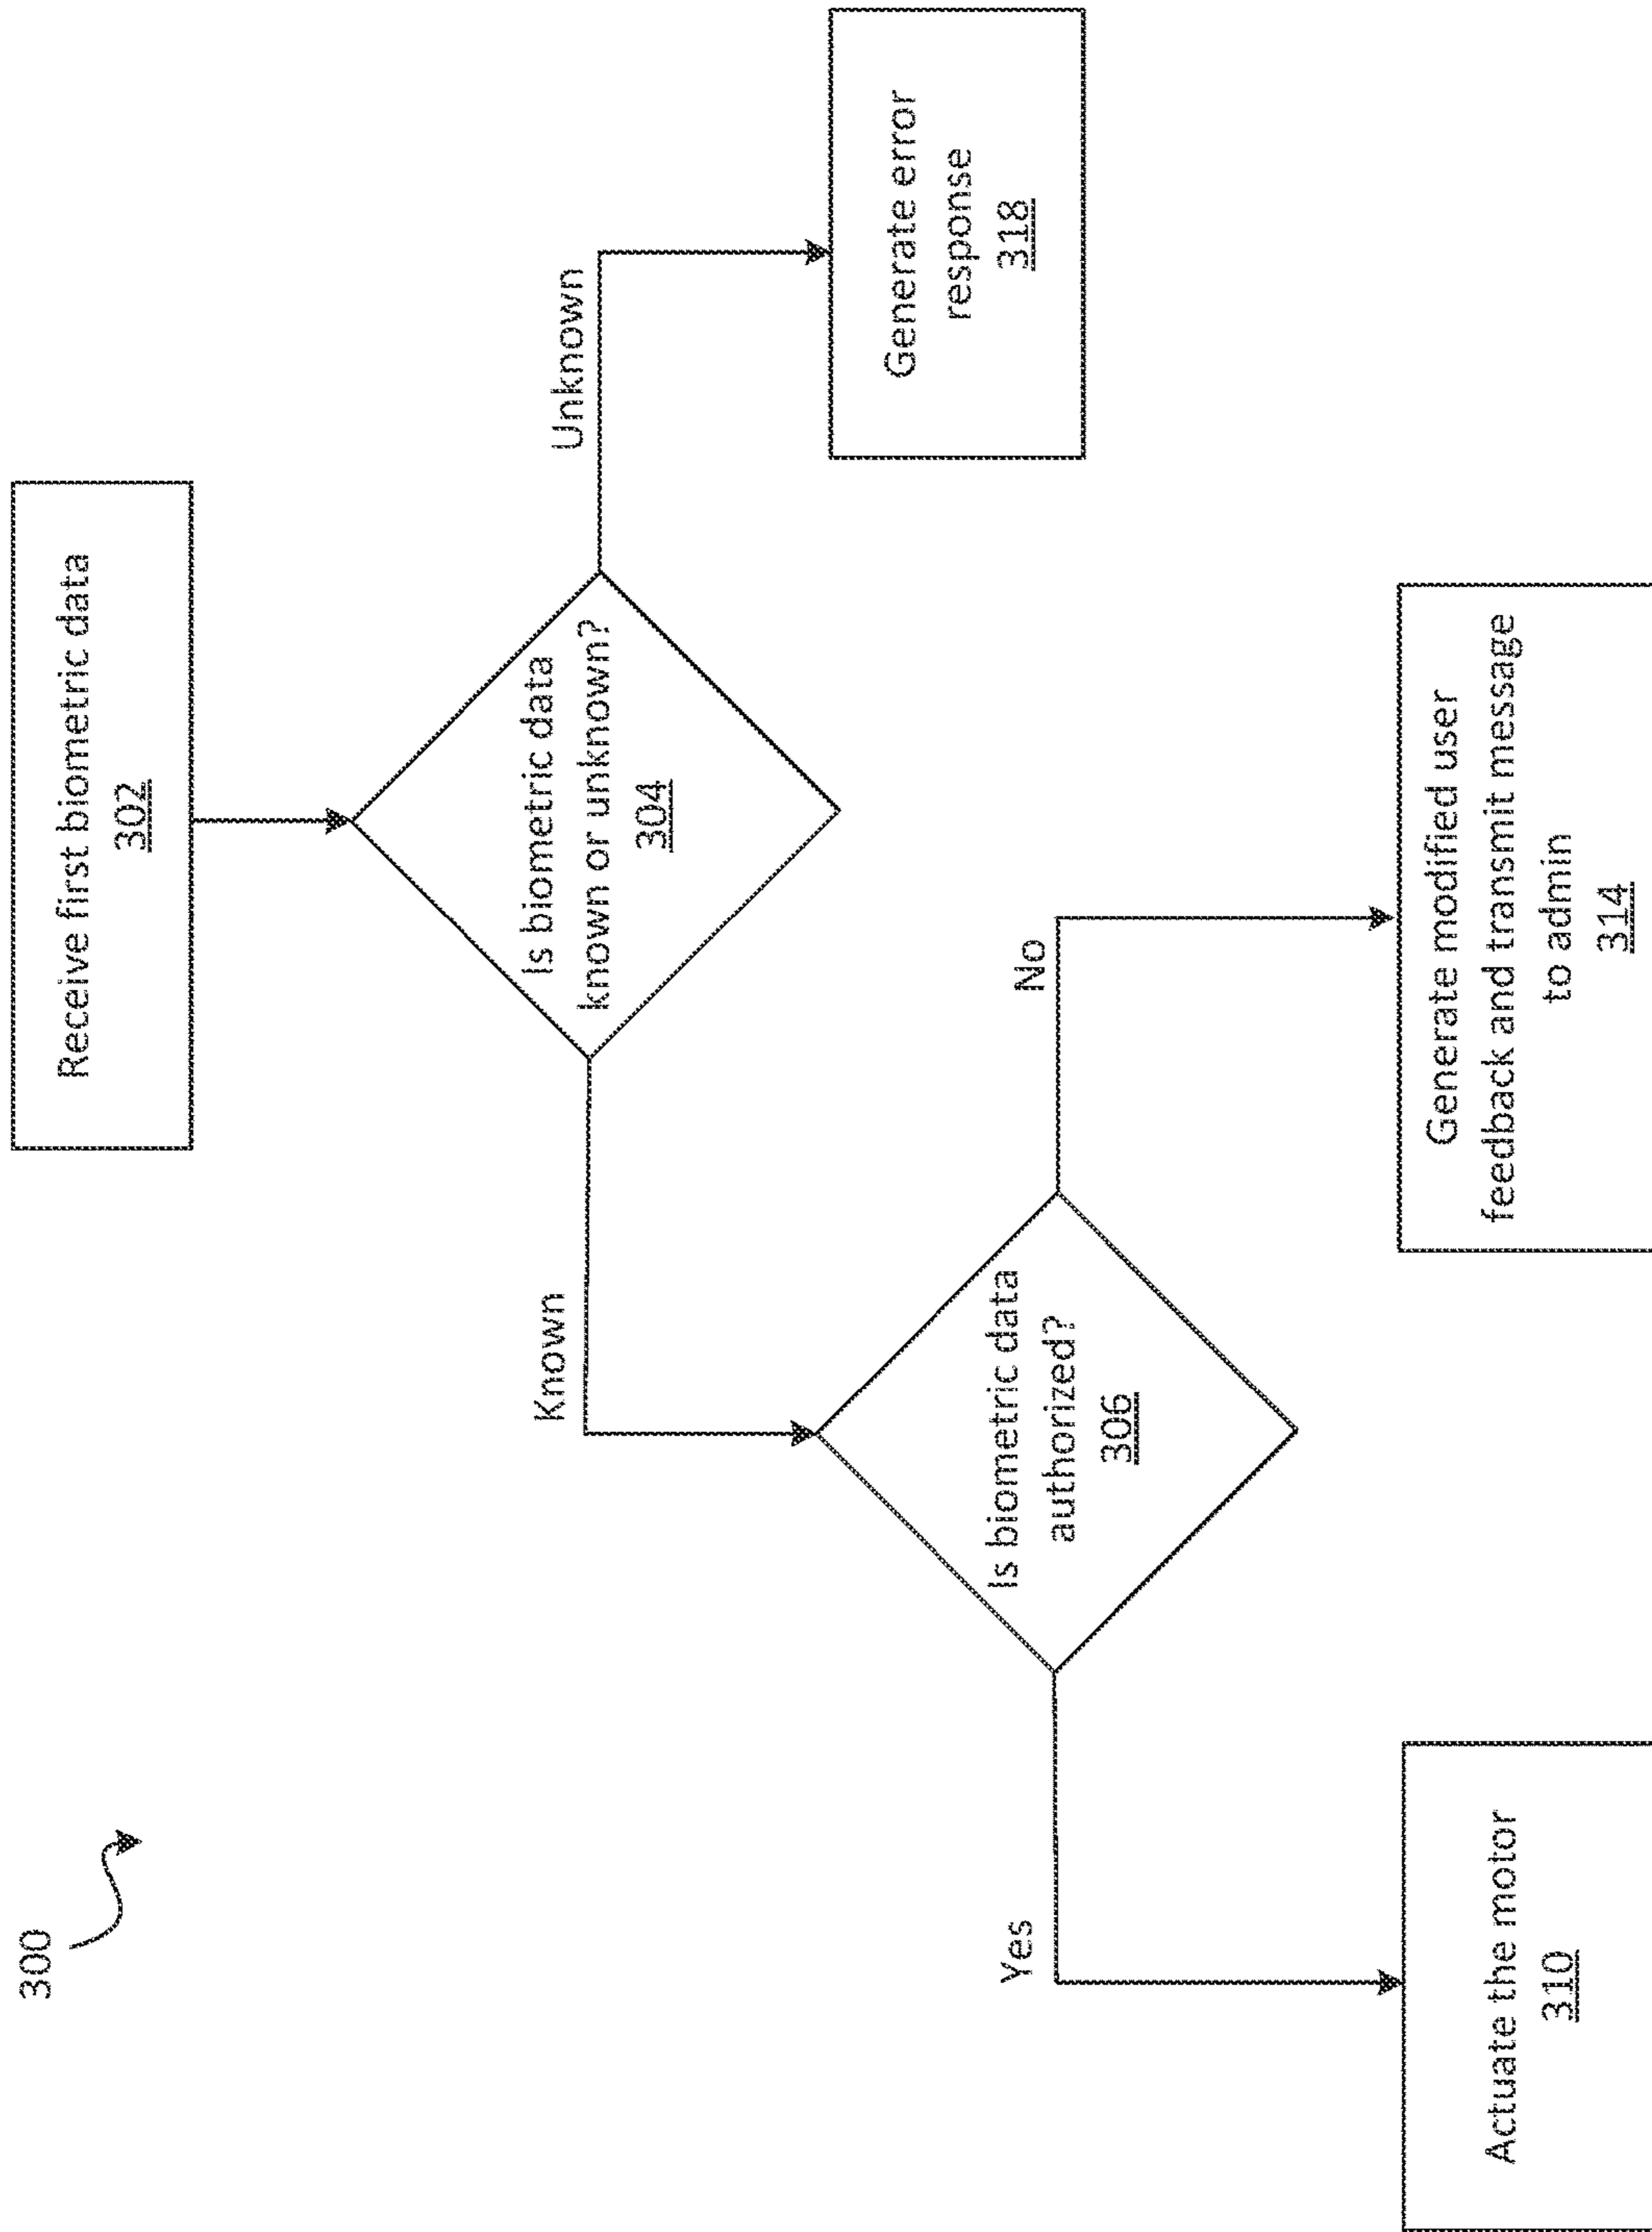 300
Receive first biometric data
302
Is biometric data
known or unknown?
304
Known
Unknown
Is biometric data
authorized?
306
Generate error
response
318
Yes
No
Actuate the motor
310
Generate modified user
feedback and transmit message
to admin
314